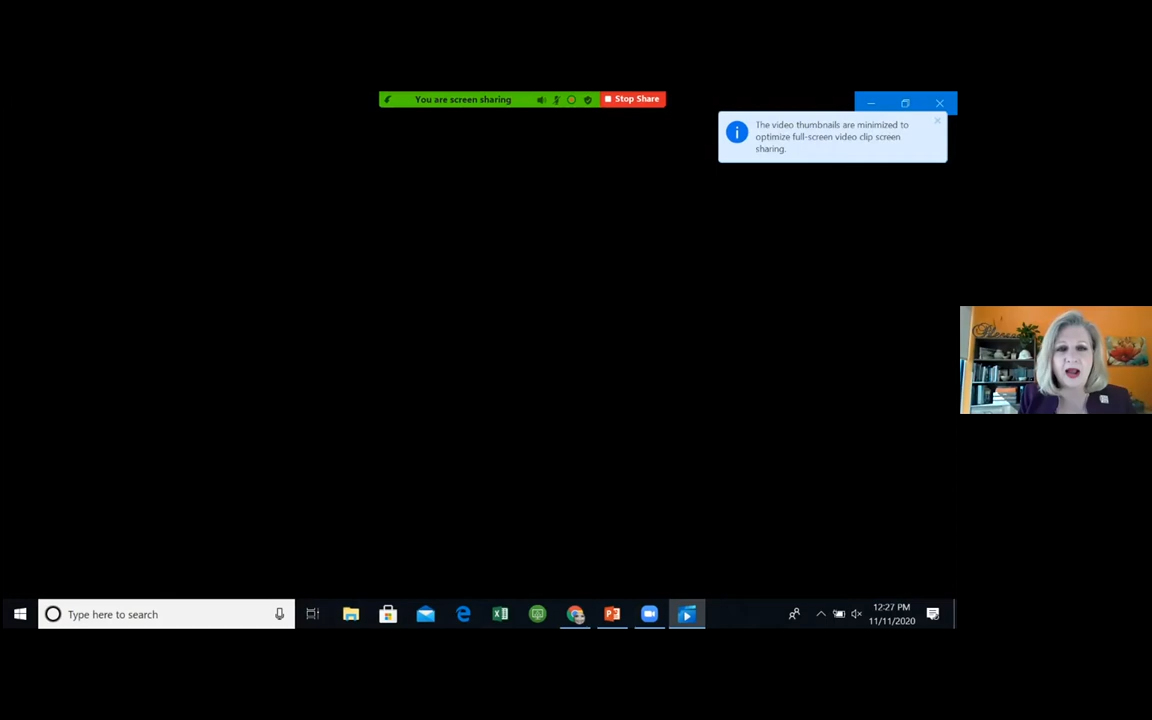 You are screen sharing
Stop Share
The video thumbnails are minimized to
optimize full-screen video clip screen
sharing.
Type here to search
12:27 PM
11/11/2020